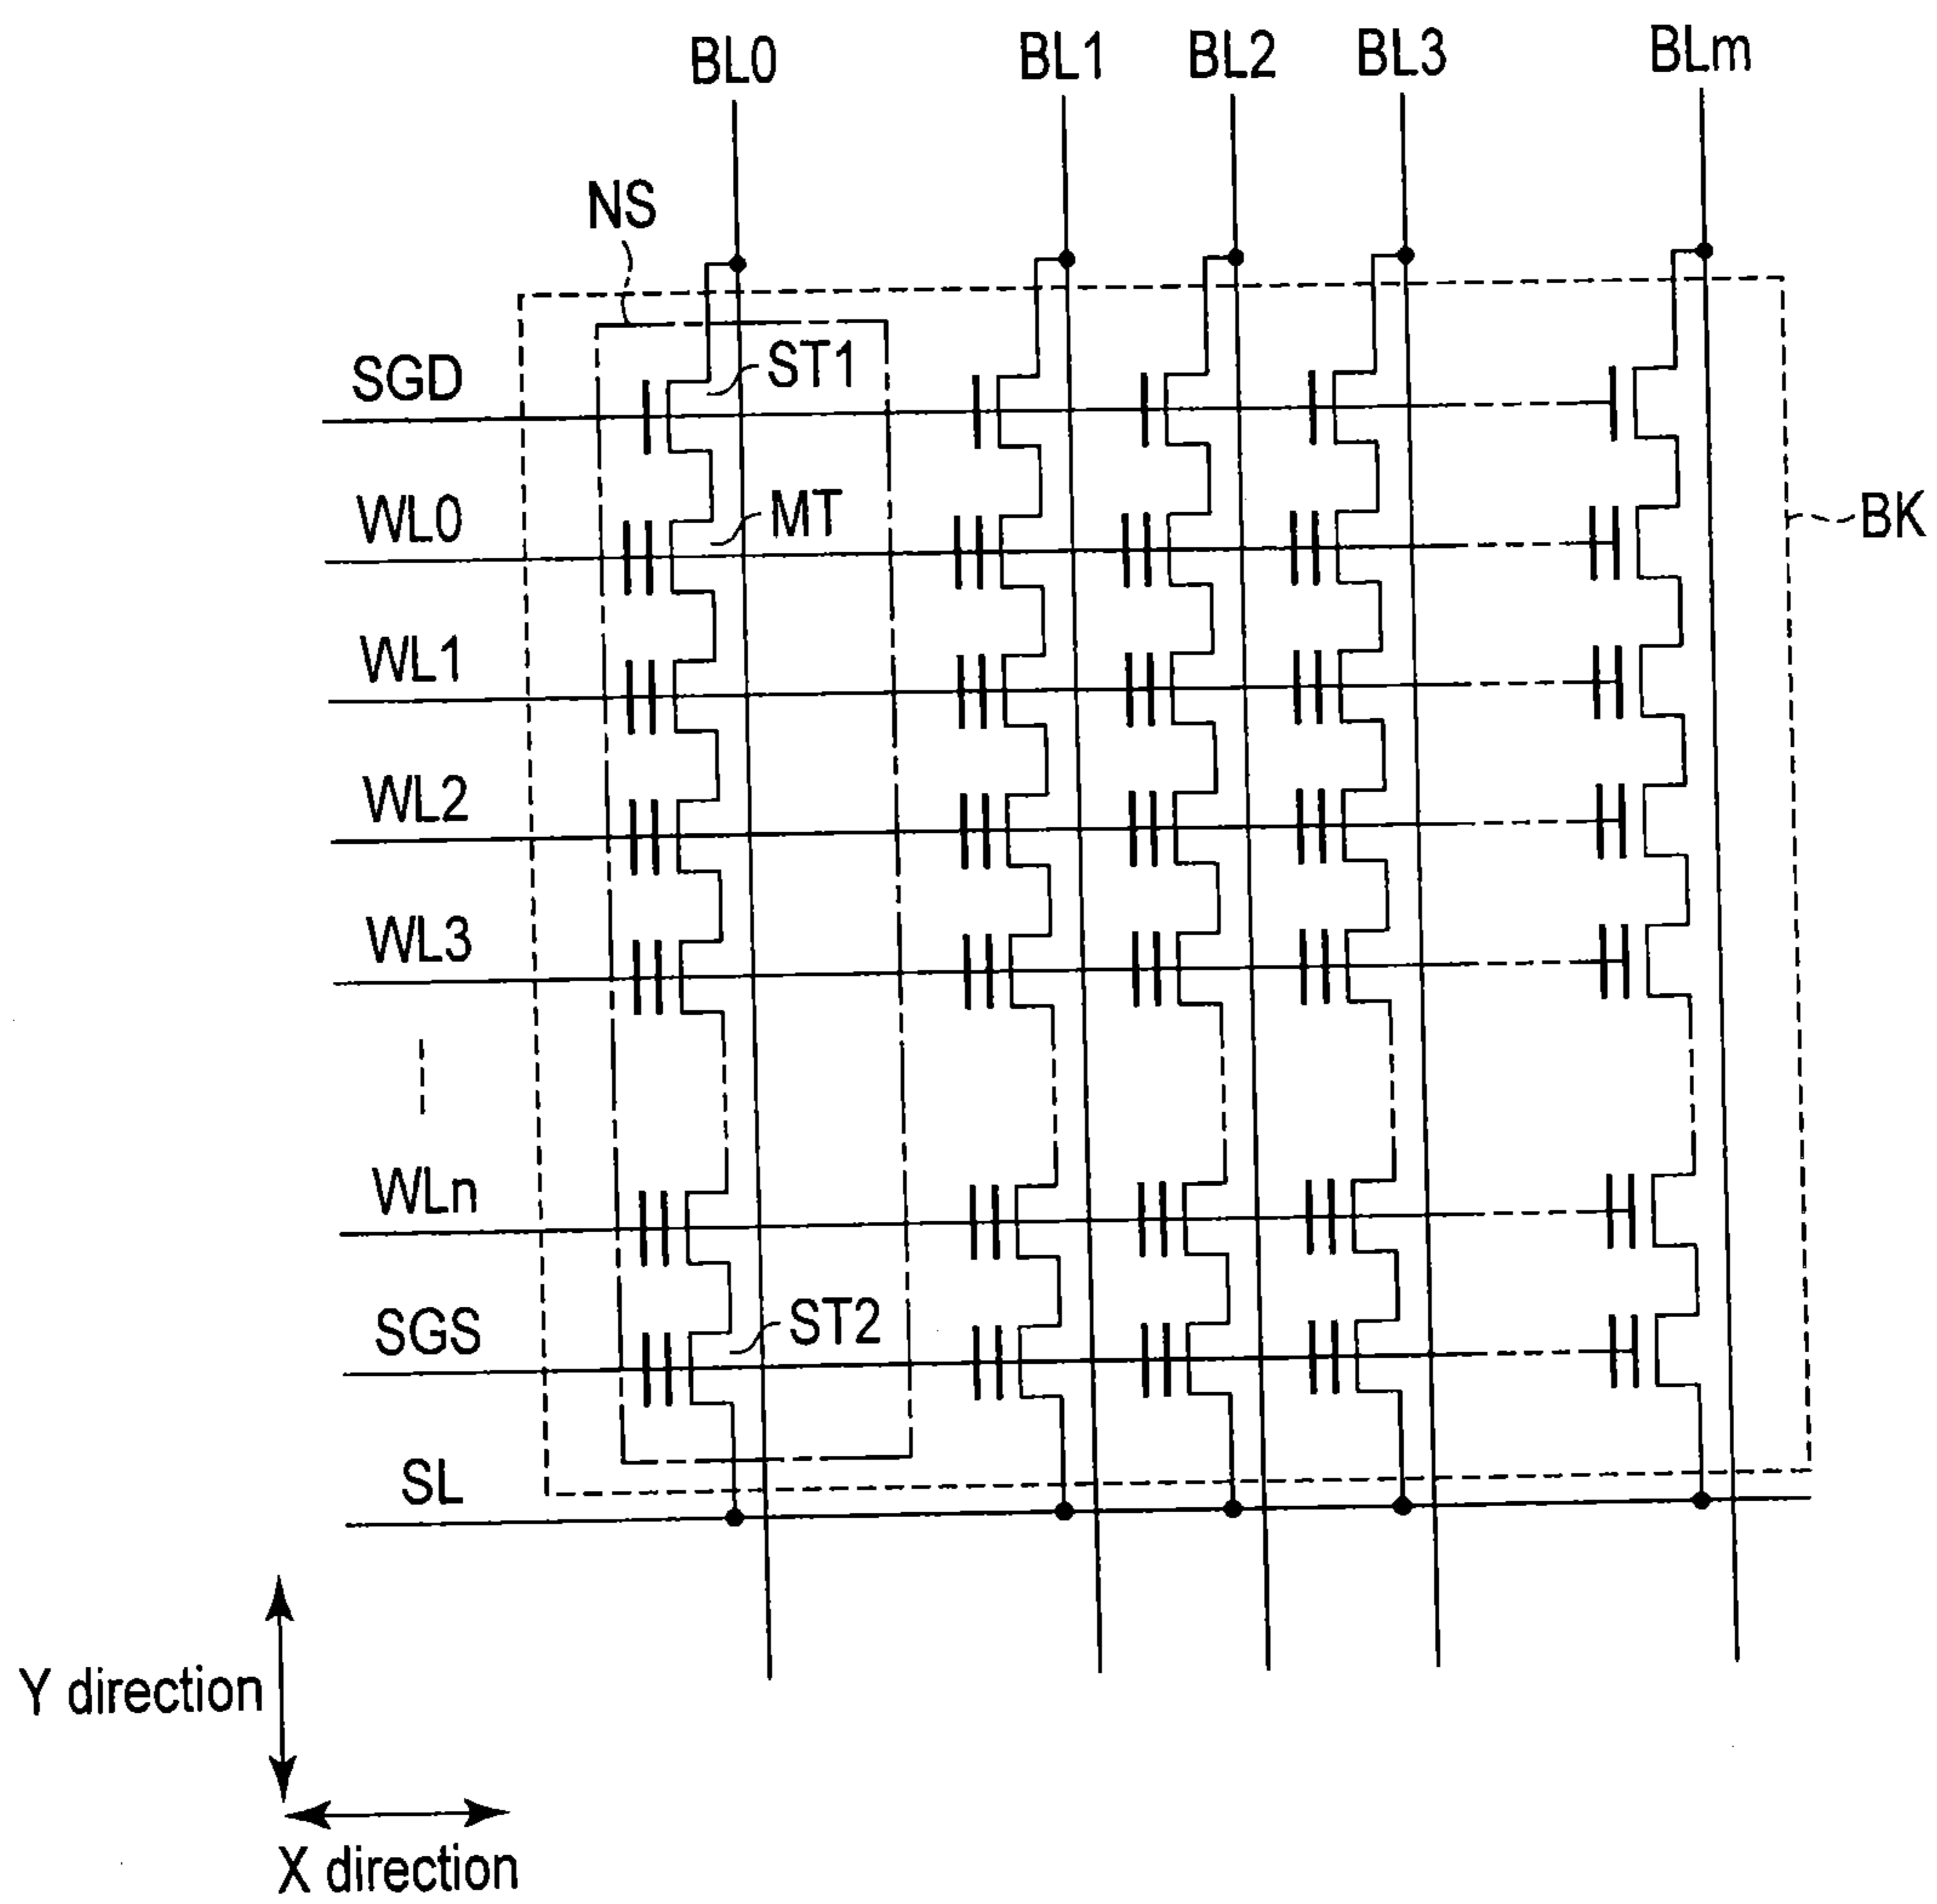 BL0 BL1 BL2 BL3 BLm
NS
SGD
ST1
WL0
MT
BK
WL1
WL2
WL3
WLn
SGS
ST2
SL
Y direction
X direction